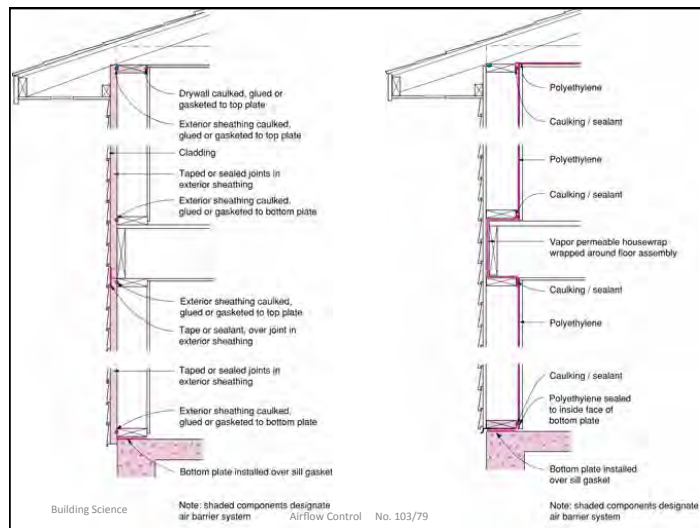 Drywall caulked, glued or
gasketed to top plate
Exterior sheathing caulked,
glued or gasketed to top plate
Cladding
Taped or sealed joints in
exterior sheathing
Exterior sheathing caulked,
glued or gasketed to bottom plate
Exterior sheathing caulked,
glued or gasketed to top plate
Tape or sealant, over joint in
exterior sheathing
Taped or sealed joints in
exterior sheathing
Exterior sheathing caulked,
glued or gasketed to bottom plate
Bottom plate installed over sill gasket
Note: shaded components designate
air barrier system
Polyethylene
Caulking / sealant
Polyethylene
Caulking / sealant
Vapor permeable housewrap
wrapped around floor assembly
Caulking / sealant
Polyethylene
Caulking / sealant
Polyethylene sealed
to inside face of
bottom plate
Bottom plate installed
over sill gasket
Note: shaded components designate
air barrier system
Building Science
Airflow Control No. 103/79